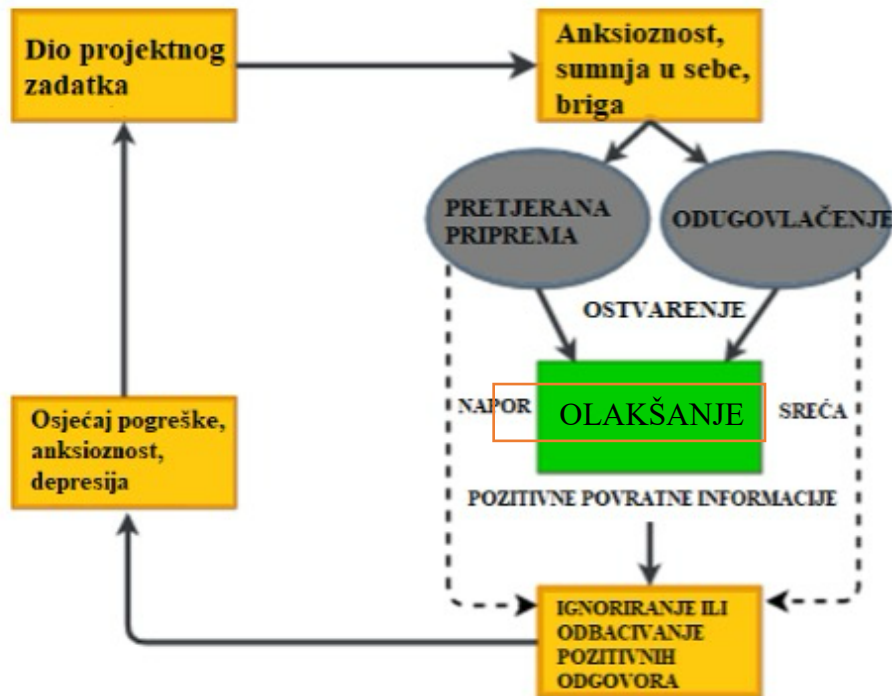 Dio projektnog
zadatka
Anksioznost,
sumnja u sebe,
briga
PRETJERANA
PRIPREMA
ODUGOVLAČENJE
OSTVARENJE
NAPOR
OLAKŠANJE
SREĆA
Osjećaj pogreške,
anksioznost,
depresija
POZITIVNE POVRATNE INFORMACIJE
IGNORIRANJE ILI
ODBACIVANJE
POZITIVNIH
ODGOVORA